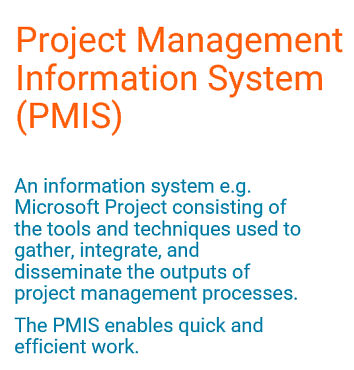 Project Management
Information System
(PMIS)
An information system e.g.
Microsoft Project consisting of
the tools and techniques used to
gather, integrate, and
disseminate the outputs of
project management processes.
The PMIS enables quick and
efficient work.